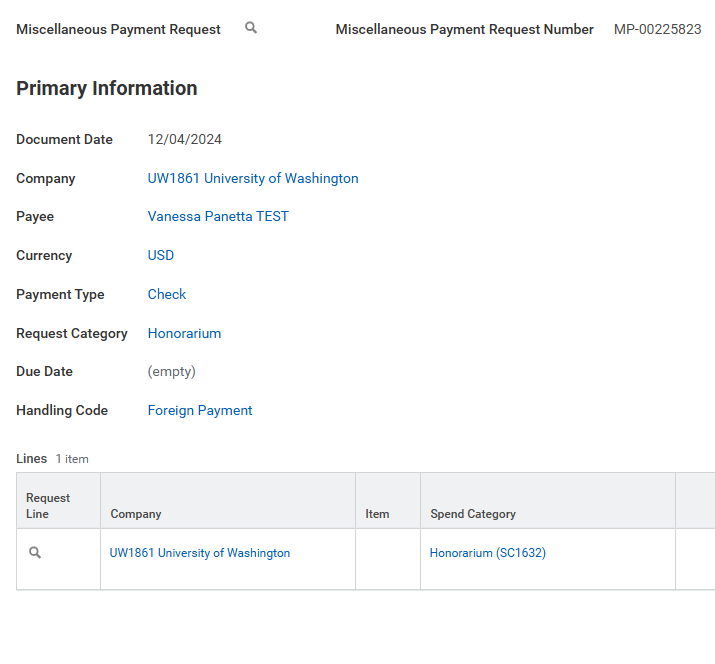 Miscellaneous Payment Request Miscellaneous Payment Request Number MP-00225823
Primary Information
Document Date 12/04/2024
Company UW1861 University of Washington
Payee Vanessa Panetta TEST
Currency USD
Payment Type Check
Request Category Honorarium
Due Date (empty)
Handling Code Foreign Payment
Lines 1 item
Request
Line Company Item Spend Category
UW1861 University of Washington Honorarium (SC1632)